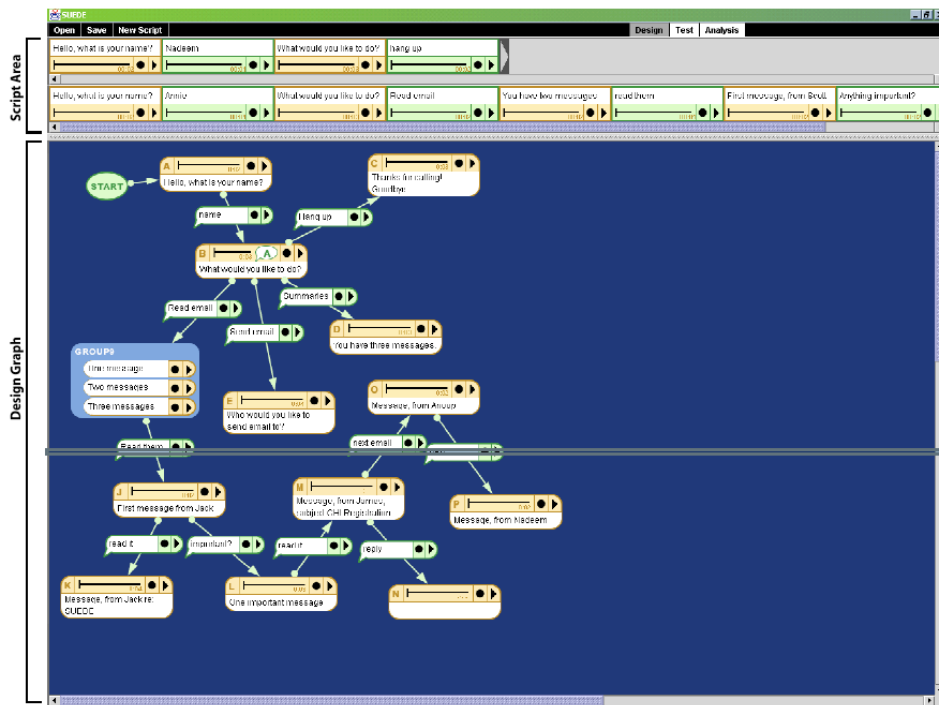 SUEDE
Open Save New Script Design Test Analysis
Script Area
Hello, what is your name? Nadeem What would you like to do? hang up
Hello, what is your name? Annie What would you like to do? Read email You have two messages read them First message, from Scott Anything important?
Design Graph
START
A
Hello, what is your name?
C
Thanks for calling!
Goodbye
name
Hang up
B A
What would you like to do?
Read email
Summaries
Send email
D
You have three messages.
GROUP9
One message
Two messages
Three messages
E
Who would you like to
send email to?
O
Message, from Anoop
Read them
next email
J
First message from Jack
M
Message, from James,
subject CHI Registration
P
Message, from Nadeem
read it
important?
read it
reply
K
Message, from Jack re:
SUEDE
L
One important message
N